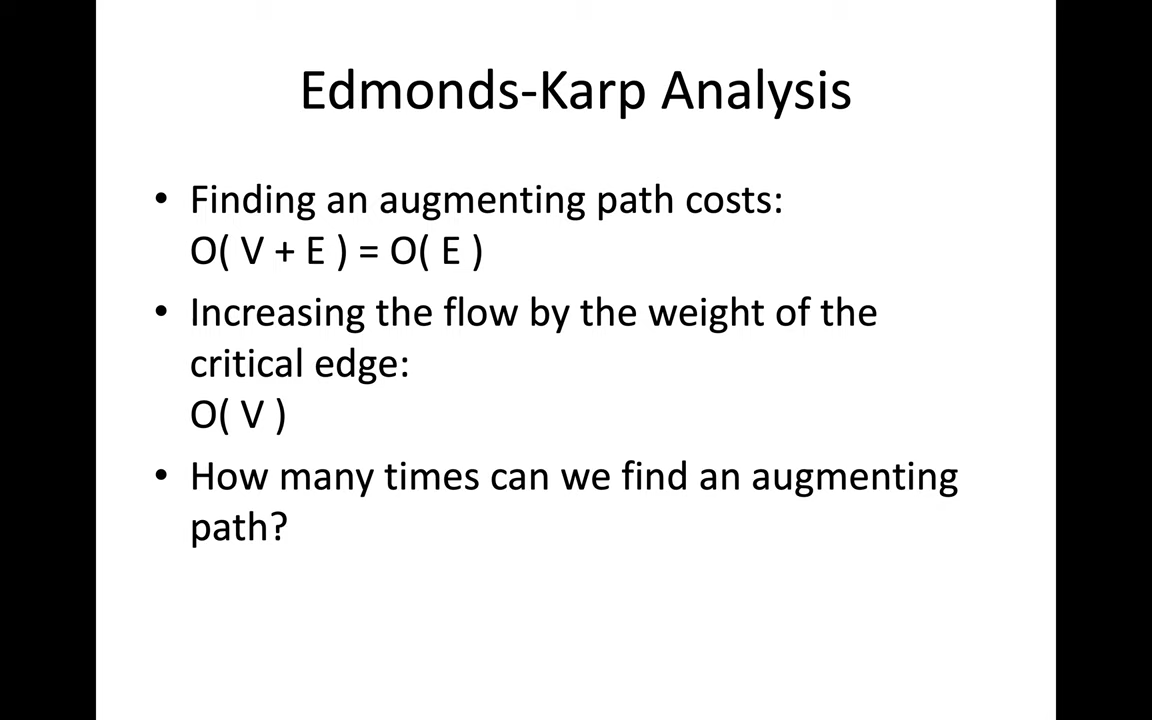 Edmonds-Karp Analysis
• Finding an augmenting path costs:
O( V + E ) = O( E )
• Increasing the flow by the weight of the
critical edge:
O( V )
• How many times can we find an augmenting
path?